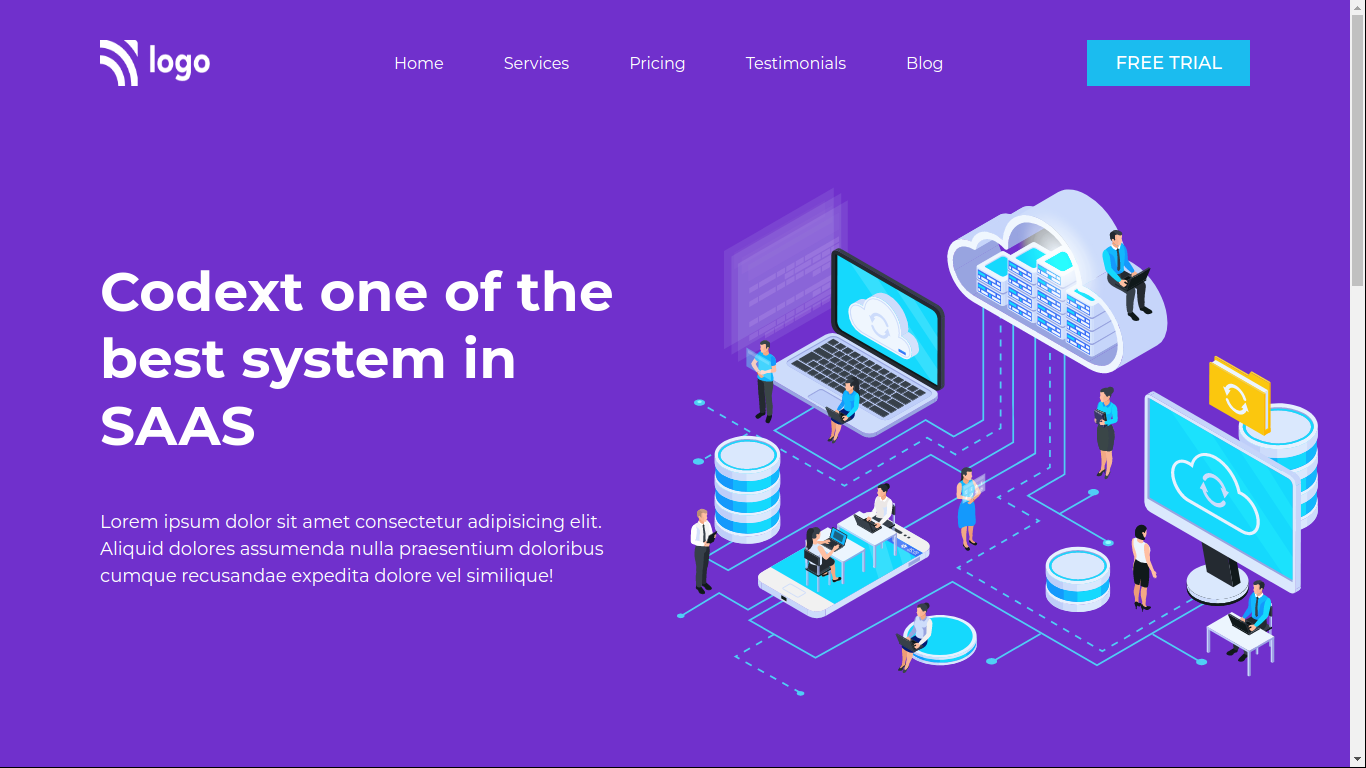 logo
Home
Services
Pricing
Testimonials
Blog
FREE TRIAL
Codext one of the
best system in
SAAS
Lorem ipsum dolor sit amet consectetur adipisicing elit.
Aliquid dolores assumenda nulla praesentium doloribus
cumque recusandae expedita dolore vel similique!